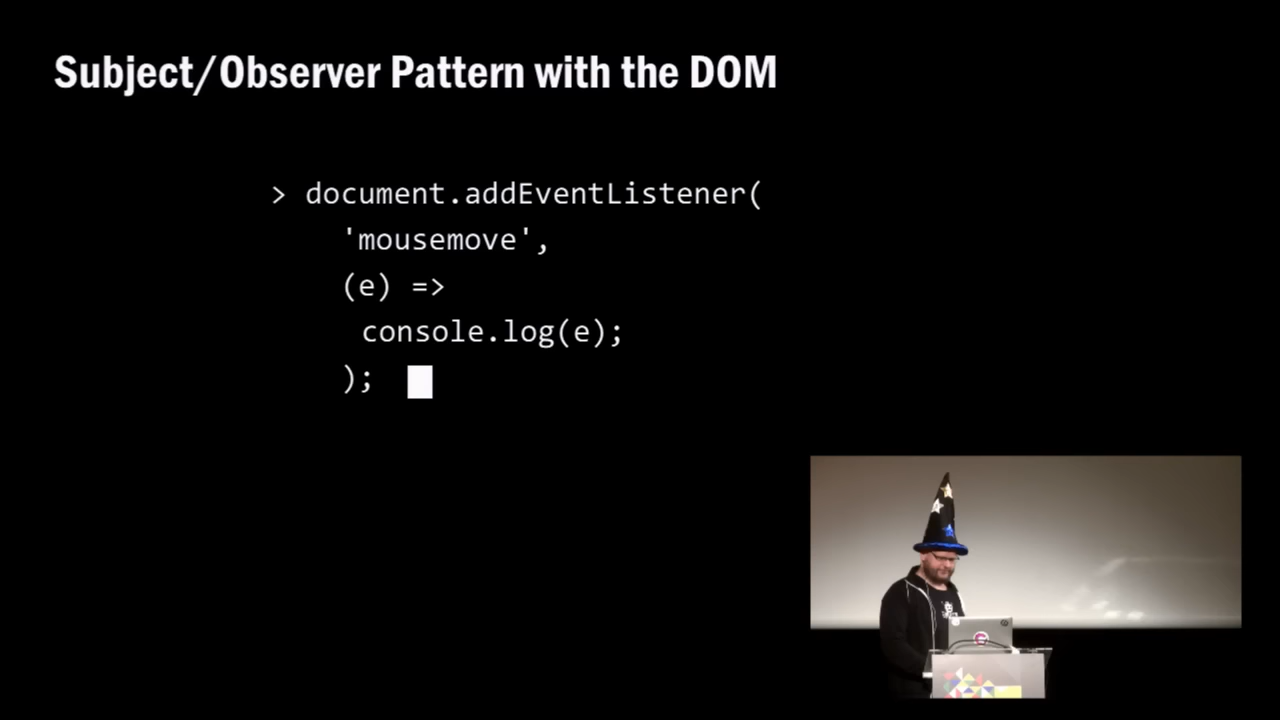 Subject/Observer Pattern with the DOM
> document.addEventListener(
'mousemove',
(e) =>
console.log(e);
);